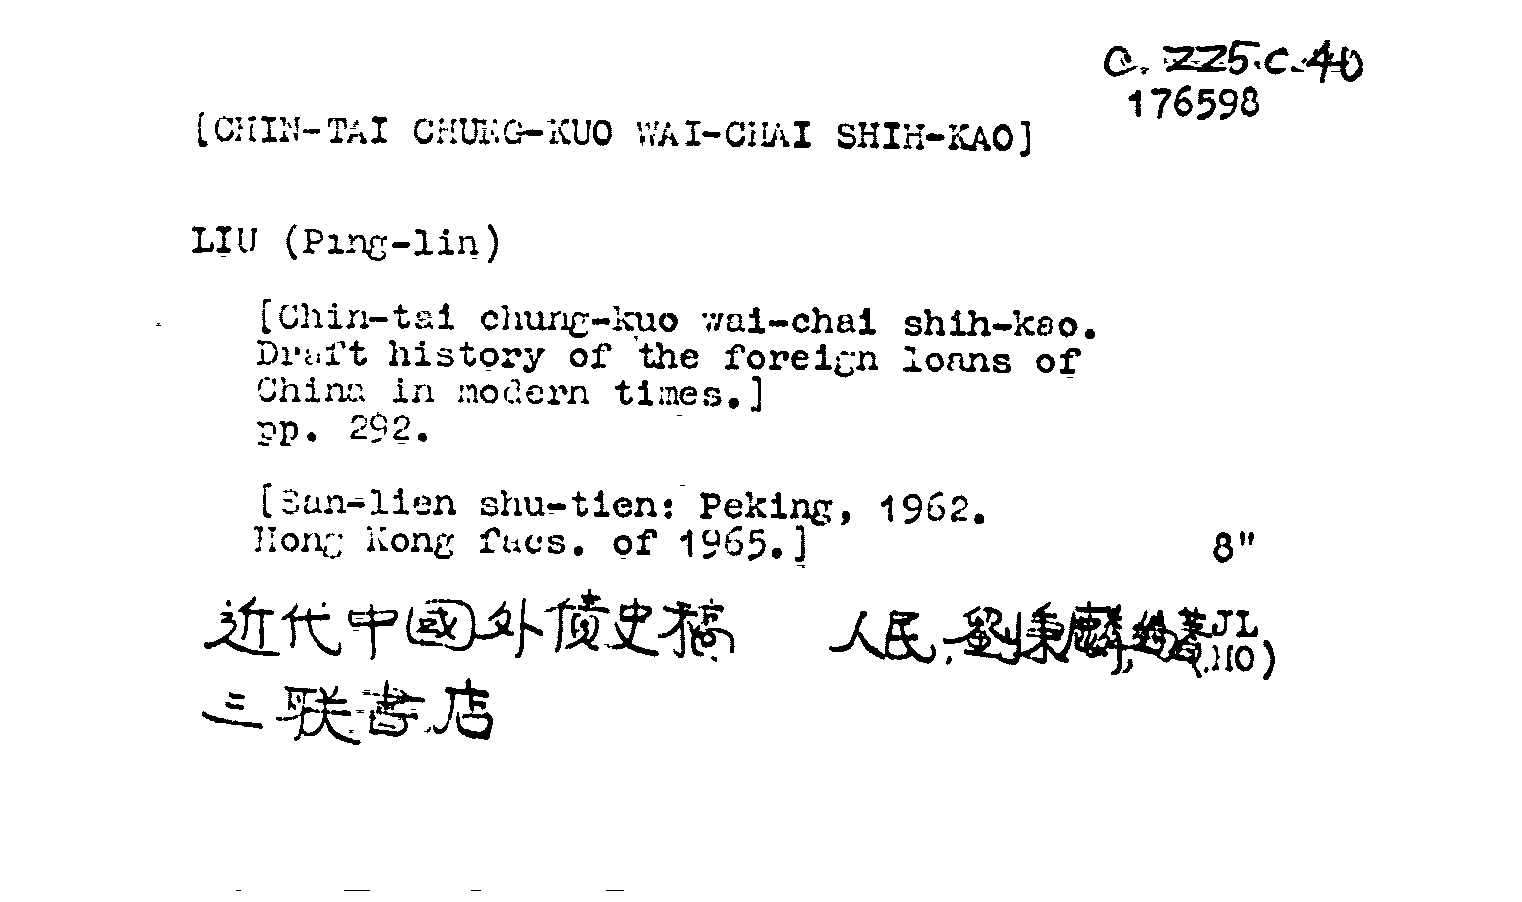 C. 225.C.40
176598
[CHIN-TAI CHUNG-KUO WAI-CHAI SHIH-KAO]
LIU (Ping-lin)
[Chin-tai chung-kuo wai-chai shih-kao.
Draft history of the foreign loans of
China in modern times.]
pp. 292.
[San-lien shu-tien: Peking, 1962.
Hong Kong facs. of 1965.]
8"
近代中國外債史稿 人民, 劉秉麟, 編著 JL
HO)
三联書店